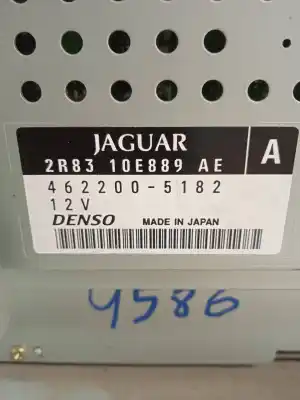 JAGUAR
2R83 10E889 AE
A
462200-5182
12V
DENSO MADE IN JAPAN
4586